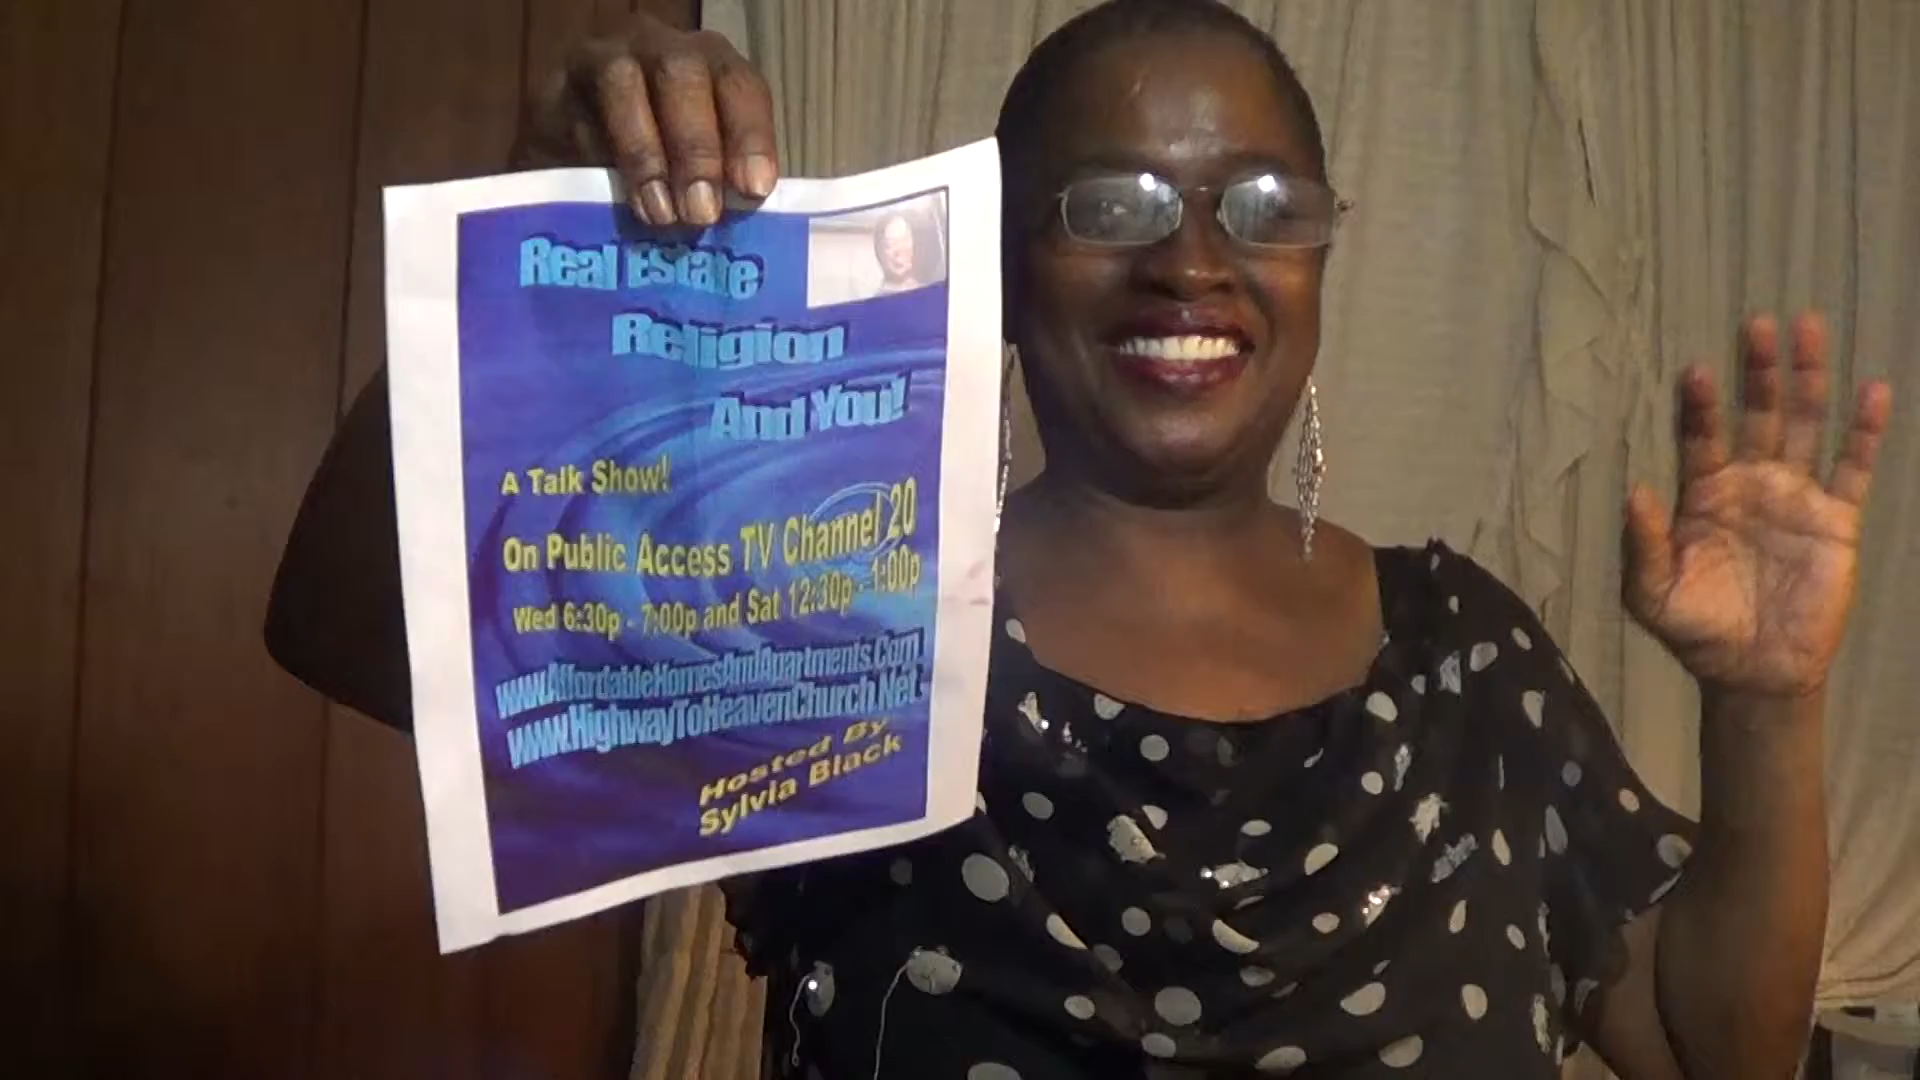 Real Estate
Religion
And You!
A Talk Show!
On Public Access TV Channel 20
Wed 6:30p - 7:00p and Sat 12:30p - 1:00p
www.AffordableHomesAndApartments.Com
www.HighwayToHeavenChurch.Net
Hosted By
Sylvia Black